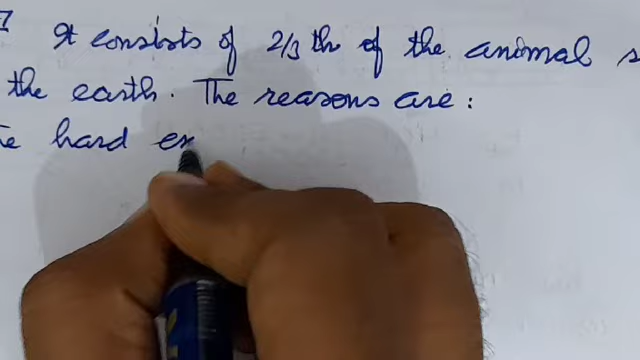 It consists of 2/3 th of the animal
the earth. The reasons are:
hard ex